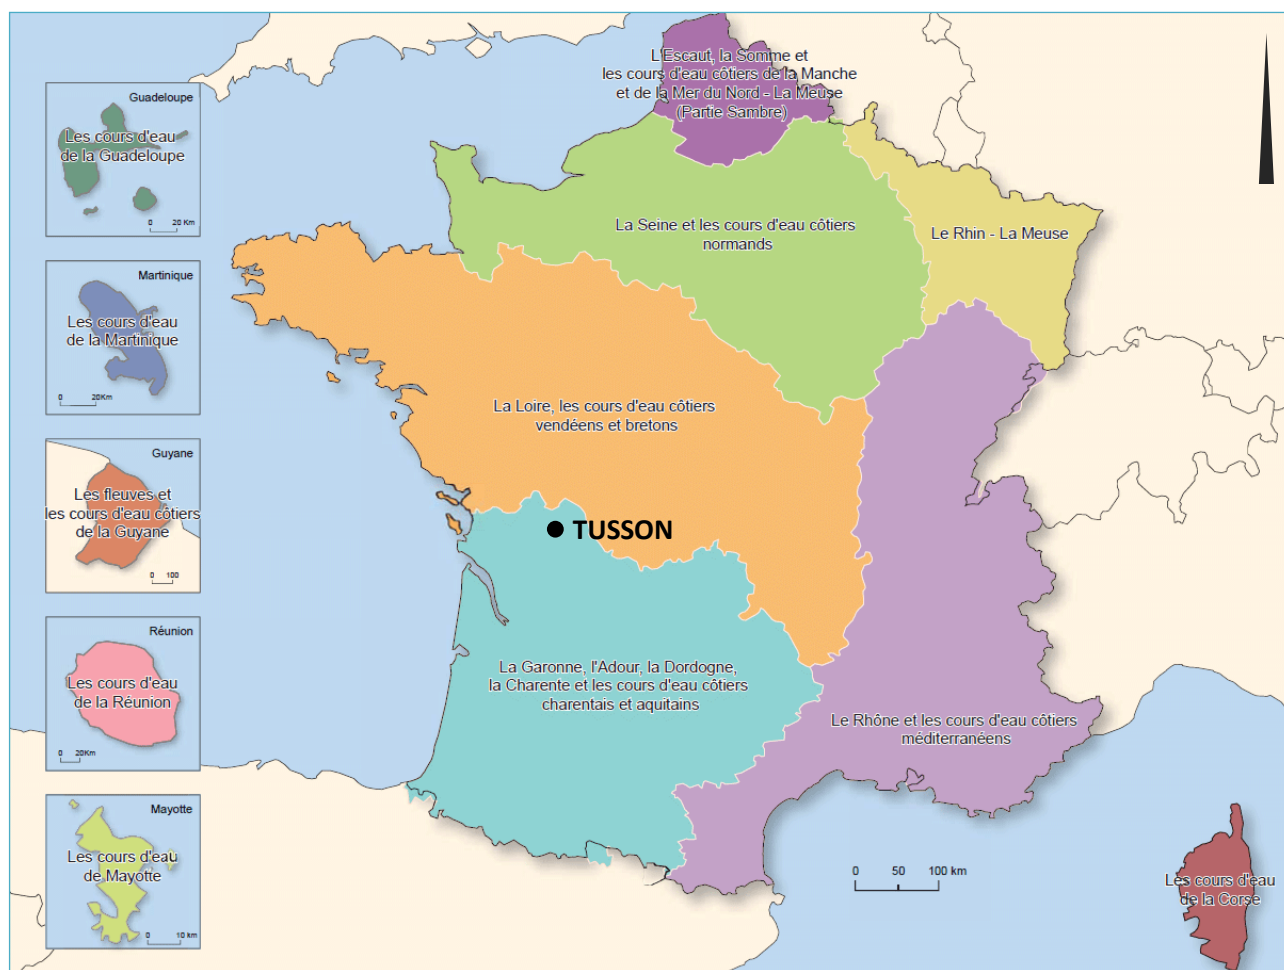 L'Escaut, la Somme et
les cours d'eau côtiers de la Manche
et de la Mer du Nord - La Meuse
(Partie Sambre)
Guadeloupe
Les cours d'eau
de la Guadeloupe
0 20 Km
La Seine et les cours d'eau côtiers
normands
Le Rhin - La Meuse
Martinique
Les cours d'eau
de la Martinique
0 20Km
La Loire, les cours d'eau côtiers
vendéens et bretons
Guyane
Les fleuves et
les cours d'eau côtiers
de la Guyane
0 100
TUSSON
Réunion
Les cours d'eau
de la Réunion
0 20Km
La Garonne, l'Adour, la Dordogne,
la Charente et les cours d'eau côtiers
charentais et aquitains
Le Rhône et les cours d'eau côtiers
méditerranéens
Mayotte
Les cours d'eau
de Mayotte
0 10 km
0 50 100 km
Les cours d'eau
de la Corse